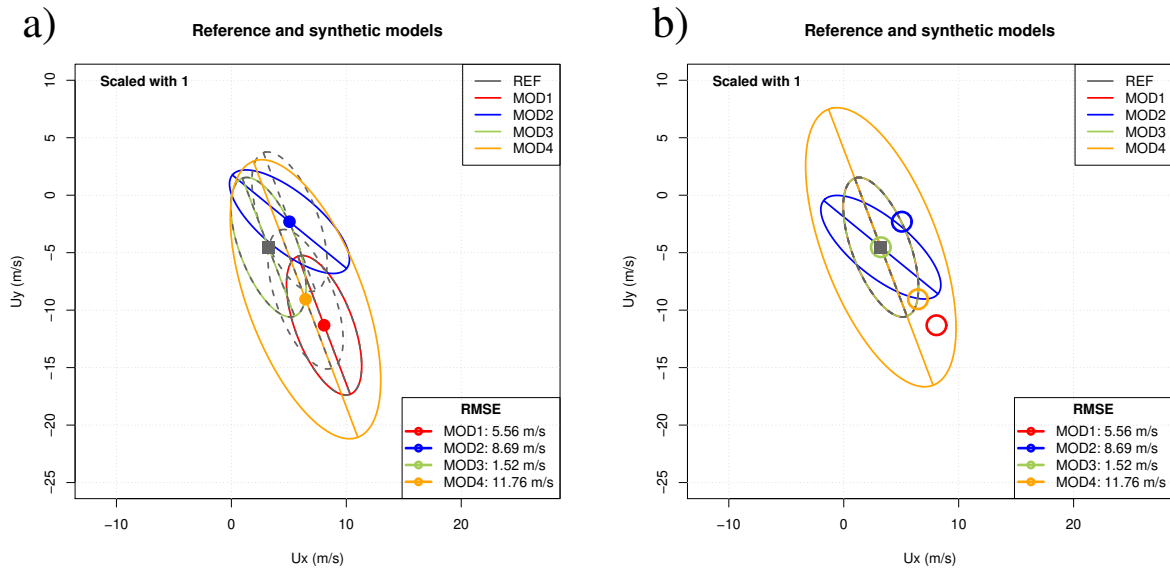 a)
Reference and synthetic models
Scaled with 1
REF
MOD1
MOD2
MOD3
MOD4
10
5
0
−5
−10
−15
−20
−25
Uy (m/s)
RMSE
MOD1: 5.56 m/s
MOD2: 8.69 m/s
MOD3: 1.52 m/s
MOD4: 11.76 m/s
−10
0
10
20
Ux (m/s)
b)
Reference and synthetic models
Scaled with 1
REF
MOD1
MOD2
MOD3
MOD4
10
5
0
−5
−10
−15
−20
−25
Uy (m/s)
RMSE
MOD1: 5.56 m/s
MOD2: 8.69 m/s
MOD3: 1.52 m/s
MOD4: 11.76 m/s
−10
0
10
20
Ux (m/s)